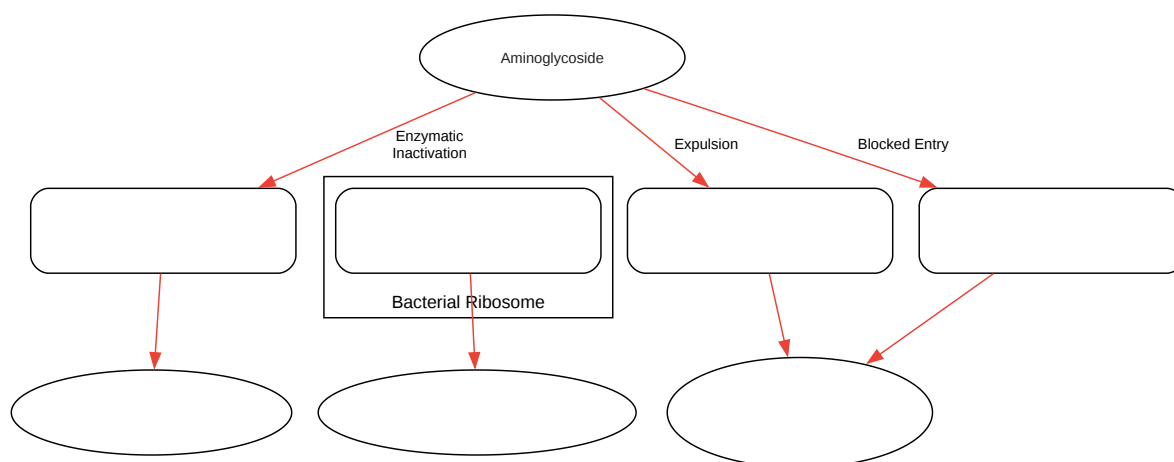 Aminoglycoside
Enzymatic
Inactivation
Expulsion
Blocked Entry
Bacterial Ribosome